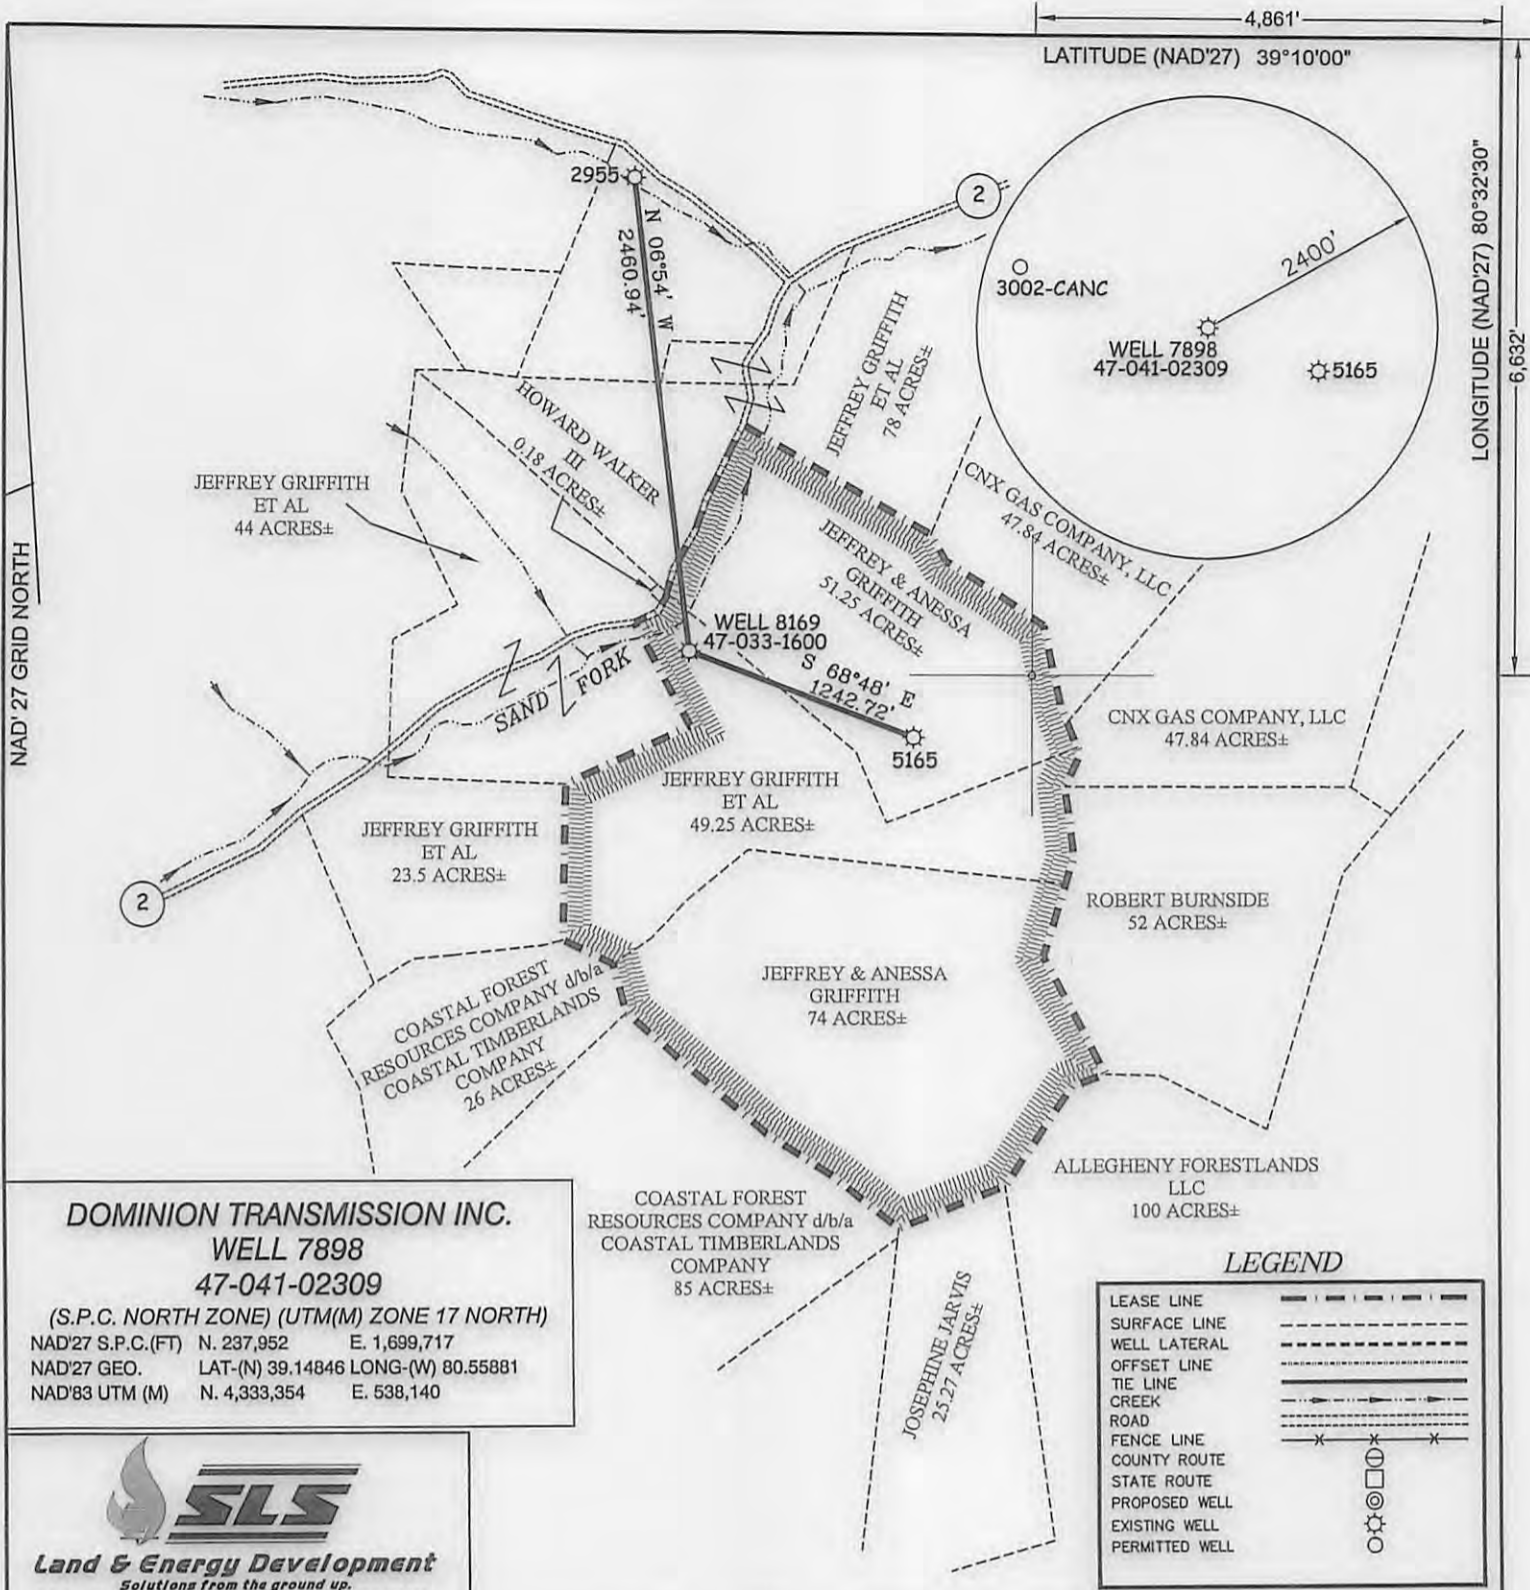 4,861'
LATITUDE (NAD'27) 39°10'00"
LONGITUDE (NAD'27) 80°32'30"
6,632'
2955
N 06°54' W
2460.94'
2
3002-CANC
2400'
WELL 7898
47-041-02309
5165
JEFFREY GRIFFITH
ET AL
78 ACRES±
HOWARD WALKER
III
0.18 ACRES±
JEFFREY GRIFFITH
ET AL
44 ACRES±
CNX GAS COMPANY, LLC
47.84 ACRES±
JEFFREY & ANESSA
GRIFFITH
51.25 ACRES±
NAD'27 GRID NORTH
WELL 8169
47-033-1600
S 68°48' E
1242.72'
5165
SAND FORK
CNX GAS COMPANY, LLC
47.84 ACRES±
JEFFREY GRIFFITH
ET AL
49.25 ACRES±
JEFFREY GRIFFITH
ET AL
23.5 ACRES±
2
ROBERT BURNSIDE
52 ACRES±
JEFFREY & ANESSA
GRIFFITH
74 ACRES±
COASTAL FOREST
RESOURCES COMPANY d/b/a
COASTAL TIMBERLANDS
COMPANY
26 ACRES±
ALLEGHENY FORESTLANDS
LLC
100 ACRES±
COASTAL FOREST
RESOURCES COMPANY d/b/a
COASTAL TIMBERLANDS
COMPANY
85 ACRES±
JOSEPHINE JARVIS
25.27 ACRES±
DOMINION TRANSMISSION INC.
WELL 7898
47-041-02309
(S.P.C. NORTH ZONE) (UTM(M) ZONE 17 NORTH)
NAD'27 S.P.C.(FT) N. 237,952 E. 1,699,717
NAD'27 GEO. LAT-(N) 39.14846 LONG-(W) 80.55881
NAD'83 UTM (M) N. 4,333,354 E. 538,140
SLS
Land & Energy Development
Solutions from the ground up.
LEGEND
LEASE LINE
SURFACE LINE
WELL LATERAL
OFFSET LINE
TIE LINE
CREEK
ROAD
FENCE LINE
COUNTY ROUTE
STATE ROUTE
PROPOSED WELL
EXISTING WELL
PERMITTED WELL